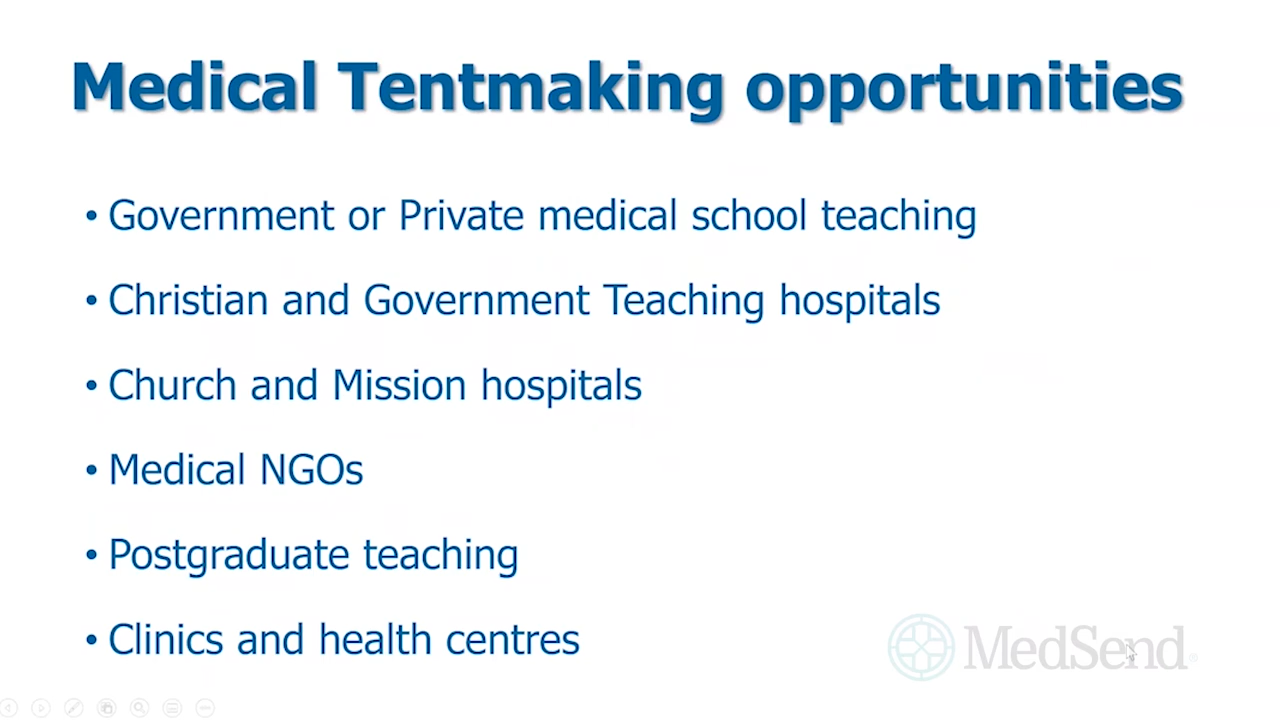 Medical Tentmaking opportunities
• Government or Private medical school teaching
• Christian and Government Teaching hospitals
• Church and Mission hospitals
• Medical NGOs
• Postgraduate teaching
• Clinics and health centres
MedSend®